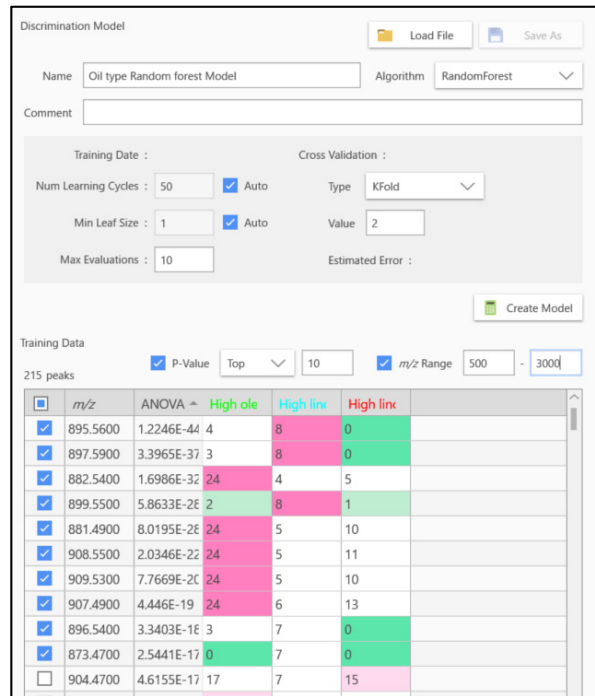 Discrimination Model
Load File Save As
Name Oil type Random forest Model Algorithm RandomForest
Comment
Training Date : Cross Validation :
Num Learning Cycles : 50 Auto Type KFold
Min Leaf Size : 1 Auto Value 2
Max Evaluations : 10 Estimated Error :
Create Model
Training Data
215 peaks P-Value Top 10 m/z Range 500 - 3000
m/z ANOVA High ole High lin High lin
895.5600 1.2246E-44 4 8 0
897.5900 3.3965E-37 3 8 0
882.5400 1.6986E-32 24 4 5
899.5500 5.8633E-28 2 8 1
881.4900 8.0195E-28 24 5 10
908.5500 2.0346E-22 24 5 11
909.5300 7.7669E-20 24 5 10
907.4900 4.446E-19 24 6 13
896.5400 3.3403E-18 3 7 0
873.4700 2.5441E-17 0 7 0
904.4700 4.6155E-17 17 7 15